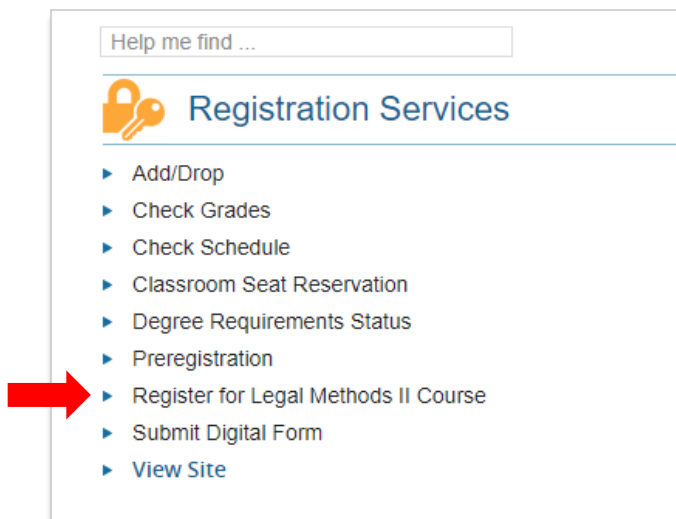 Help me find ...
Registration Services
Add/Drop
Check Grades
Check Schedule
Classroom Seat Reservation
Degree Requirements Status
Preregistration
Register for Legal Methods II Course
Submit Digital Form
View Site